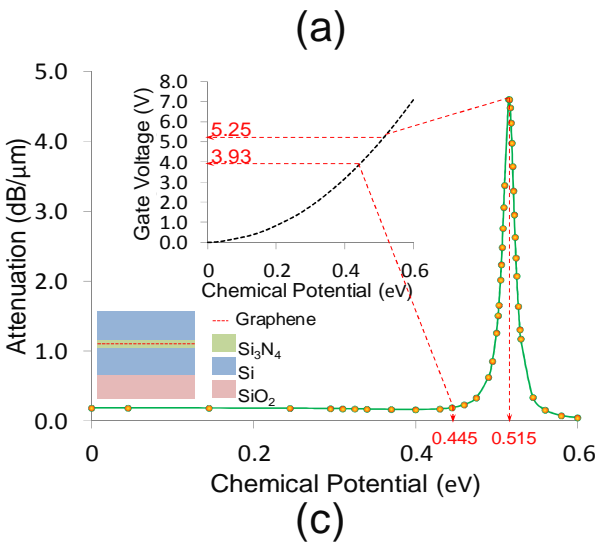 (a)
5.0
4.0
3.0
2.0
1.0
0.0
Attenuation (dB/μm)
8.0
7.0
6.0
5.0
4.0
3.0
2.0
1.0
0.0
Gate Voltage (V)
5.25
3.93
0
0.2
0.4
0.6
Chemical Potential (eV)
Graphene
Si₃N₄
Si
SiO₂
0.445
0.515
0
0.2
0.4
0.6
Chemical Potential (eV)
(c)